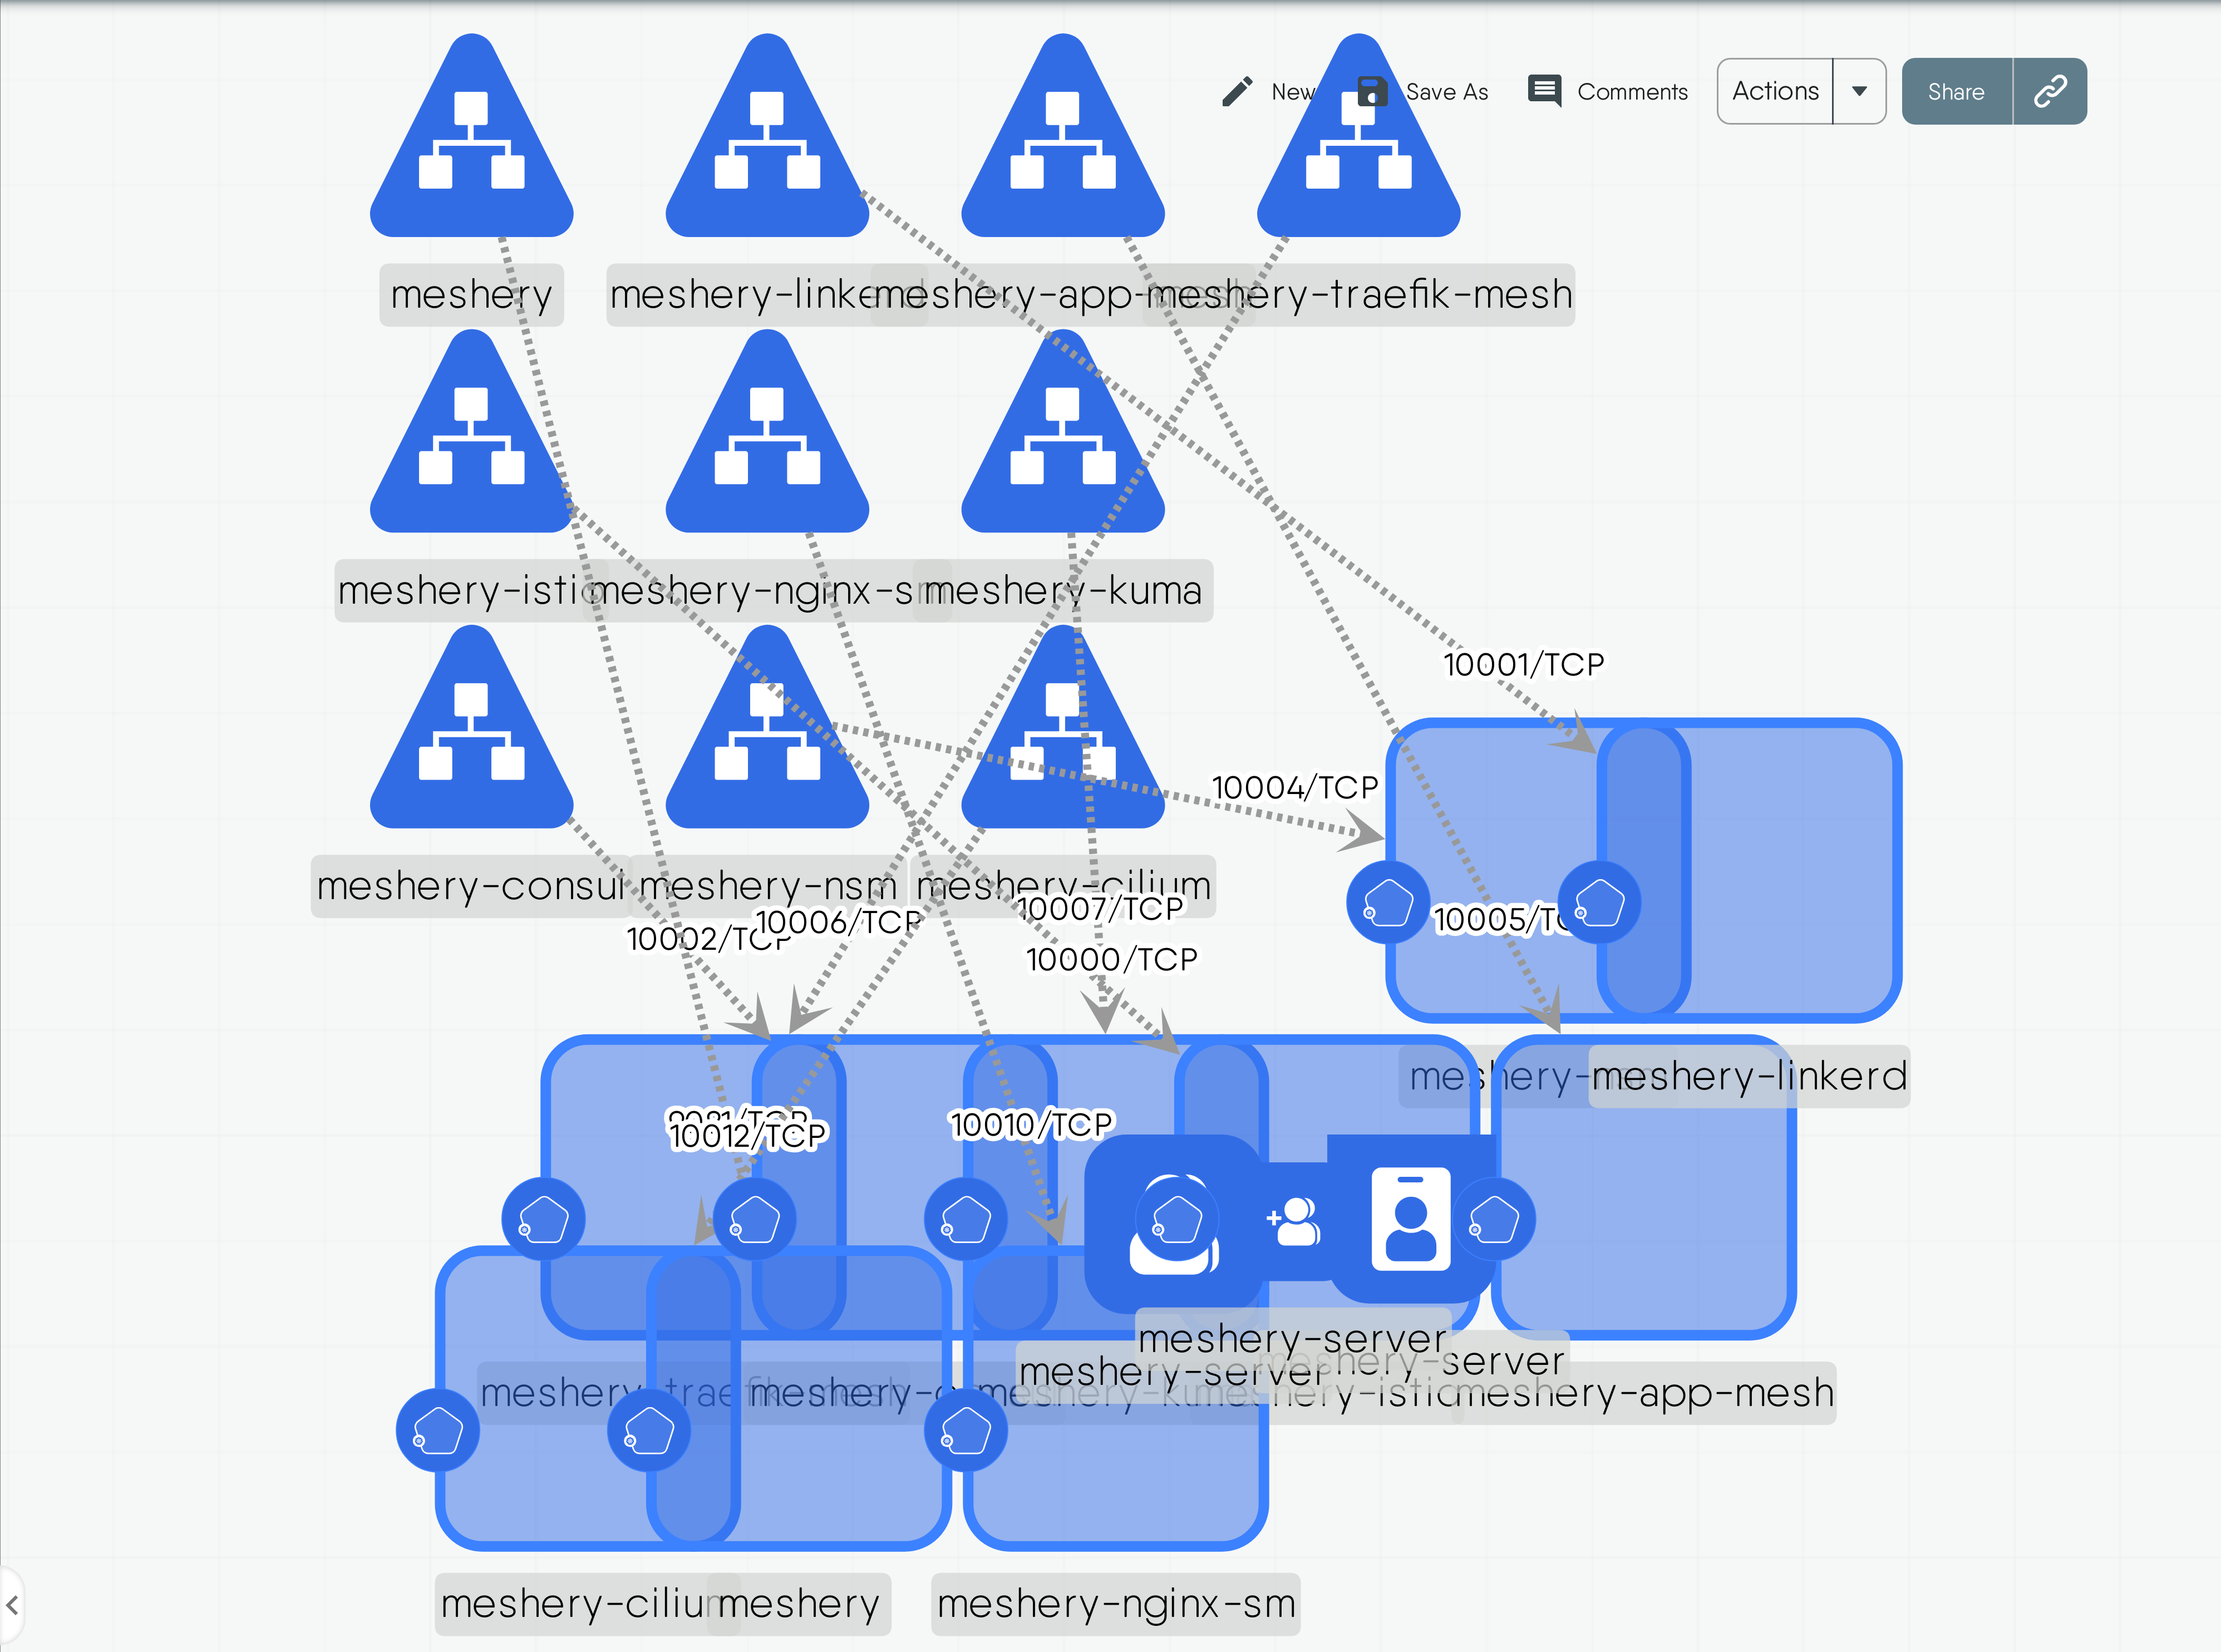 New
Save As
Comments
Actions
Share
meshery
meshery-linkerd
meshery-app-mesh
meshery-traefik-mesh
meshery-istio
meshery-nginx-sm
meshery-kuma
10001/TCP
10004/TCP
meshery-consul
meshery-nsm
meshery-cilium
10007/TCP
10006/TCP
10005/TCP
10002/TCP
10000/TCP
meshery-nsm
meshery-linkerd
10012/TCP
10010/TCP
meshery-server
meshery-server
meshery-server
meshery-traefik-mesh
meshery-kuma
meshery-istio
meshery-app-mesh
meshery-cilium
meshery
meshery-nginx-sm